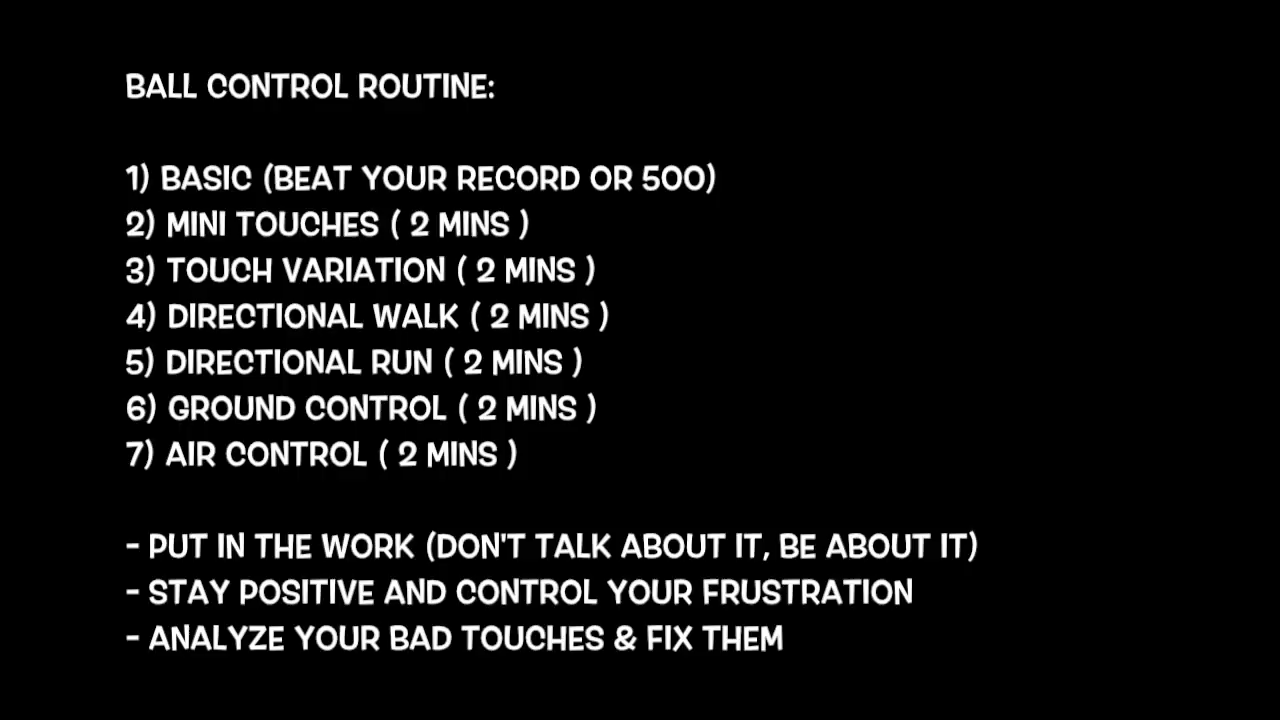 BALL CONTROL ROUTINE:
1) BASIC (BEAT YOUR RECORD OR 500)
2) MINI TOUCHES ( 2 MINS )
3) TOUCH VARIATION ( 2 MINS )
4) DIRECTIONAL WALK ( 2 MINS )
5) DIRECTIONAL RUN ( 2 MINS )
6) GROUND CONTROL ( 2 MINS )
7) AIR CONTROL ( 2 MINS )
- PUT IN THE WORK (DON'T TALK ABOUT IT, BE ABOUT IT)
- STAY POSITIVE AND CONTROL YOUR FRUSTRATION
- ANALYZE YOUR BAD TOUCHES & FIX THEM